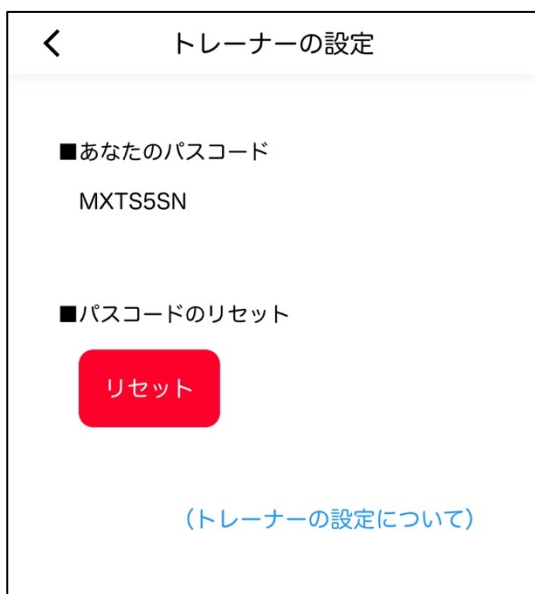 トレーナーの設定
■あなたのパスコード
MXTS5SN
■パスコードのリセット
リセット
（トレーナーの設定について）